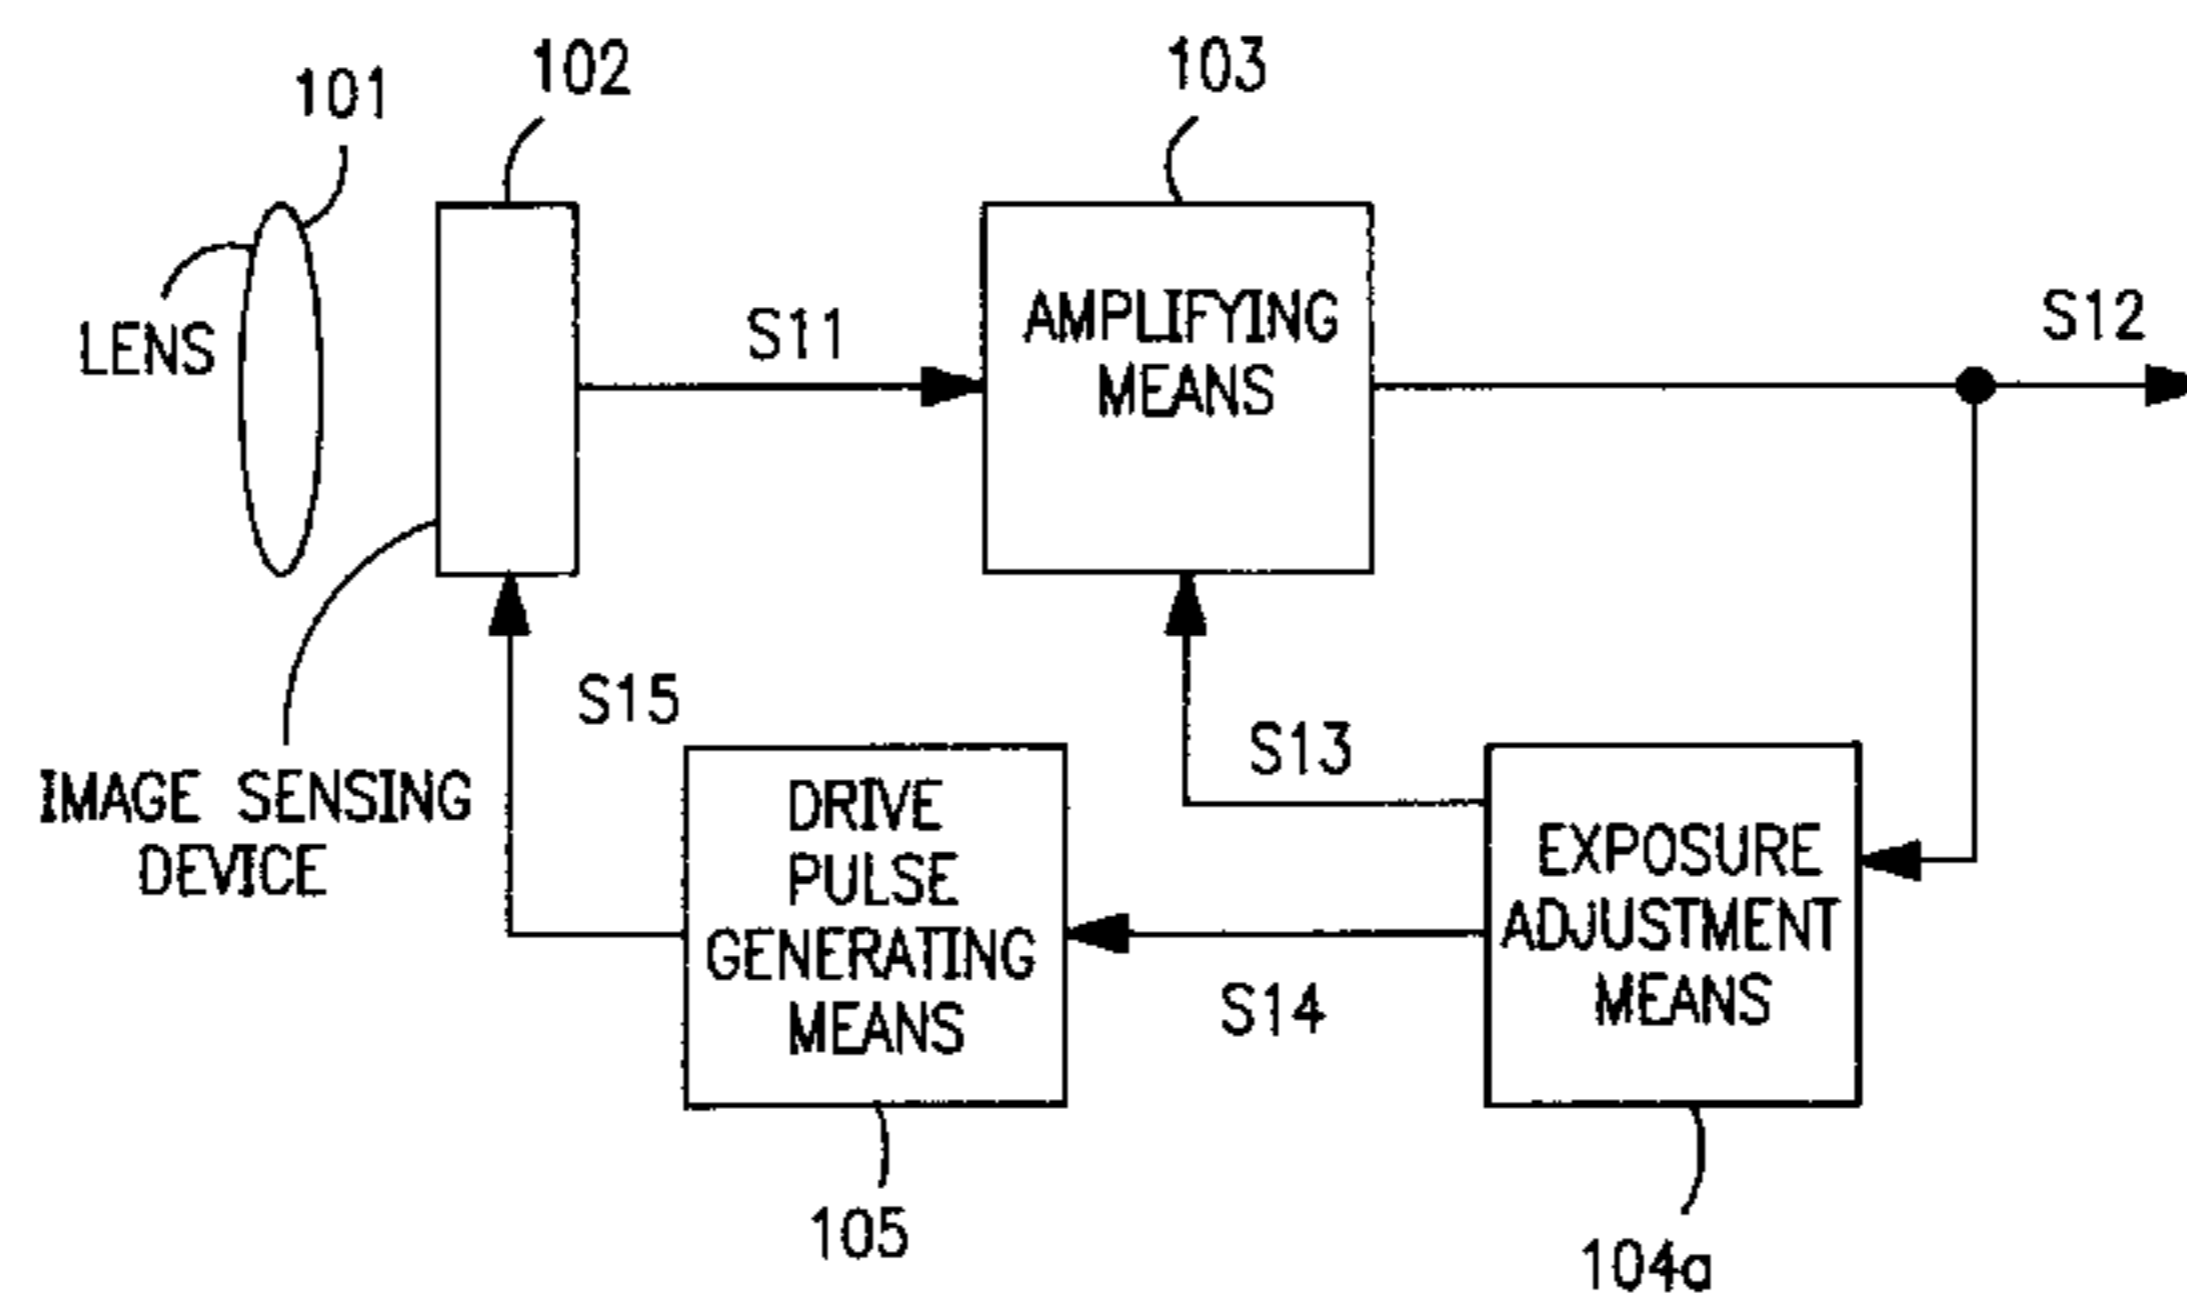 101
102
103
LENS
S11
AMPLIFYING
MEANS
S12
IMAGE SENSING
DEVICE
S15
DRIVE
PULSE
GENERATING
MEANS
S13
S14
EXPOSURE
ADJUSTMENT
MEANS
105
104a